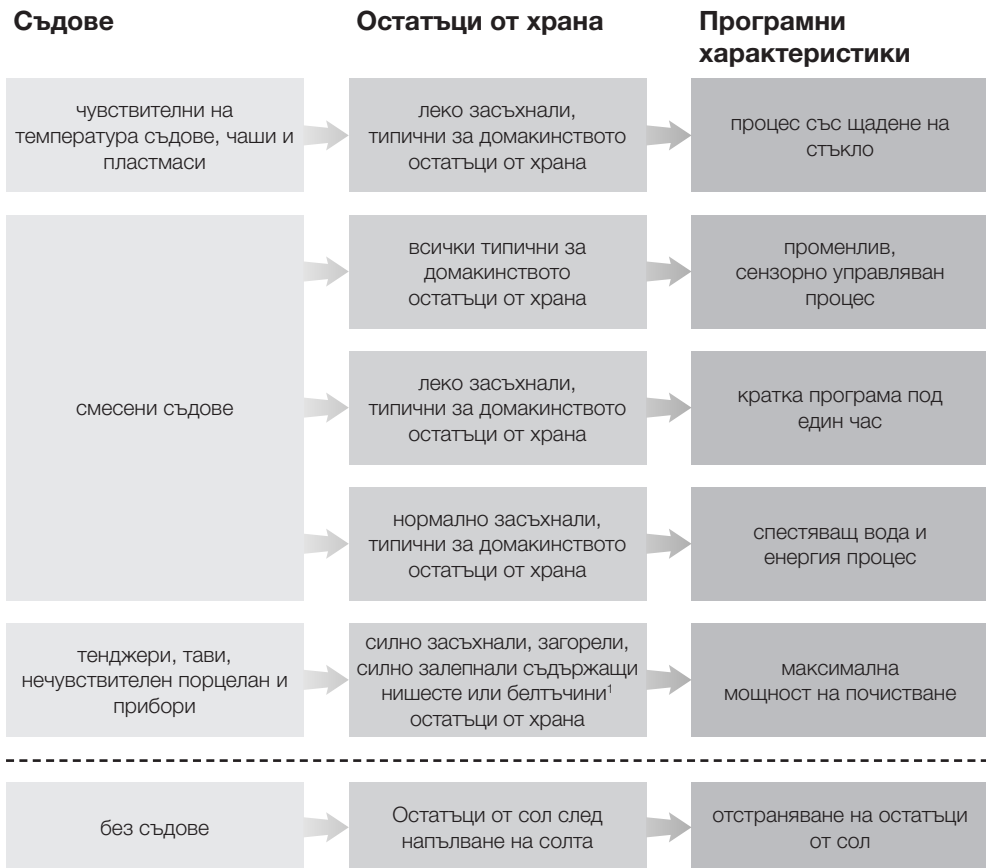 Съдове
Остатъци от храна
Програмни
характеристики
чувствителни на
температура съдове, чаши и
пластмаси
леко засъхнали,
типични за домакинството
остатъци от храна
процес със щадене на
стъкло
смесени съдове
всички типични за
домакинството
остатъци от храна
променлив,
сензорно управляван
процес
леко засъхнали,
типични за домакинството
остатъци от храна
кратка програма под
един час
нормално засъхнали,
типични за домакинството
остатъци от храна
спестяващ вода и
енергия процес
тенджери, тави,
нечувствителен порцелан и
прибори
силно засъхнали, загорели,
силно залепнали съдържащи
нишесте или белтъчини¹
остатъци от храна
максимална
мощност на почистване
без съдове
Остатъци от сол след
напълване на солта
отстраняване на остатъци
от сол